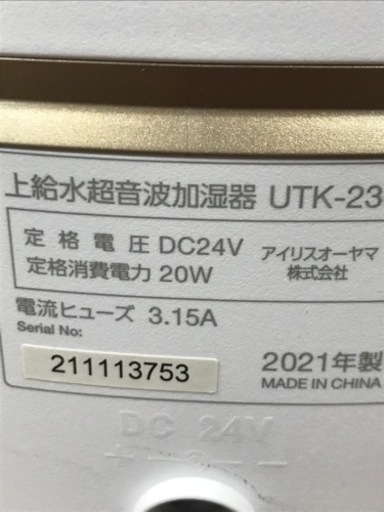 上給水超音波加湿器 UTK-23
定格電圧 DC24V
定格消費電力 20W
アイリスオーヤマ
株式会社
電流ヒューズ 3.15A
Serial No:
211113753
2021年製
MADE IN CHINA
DC 24V